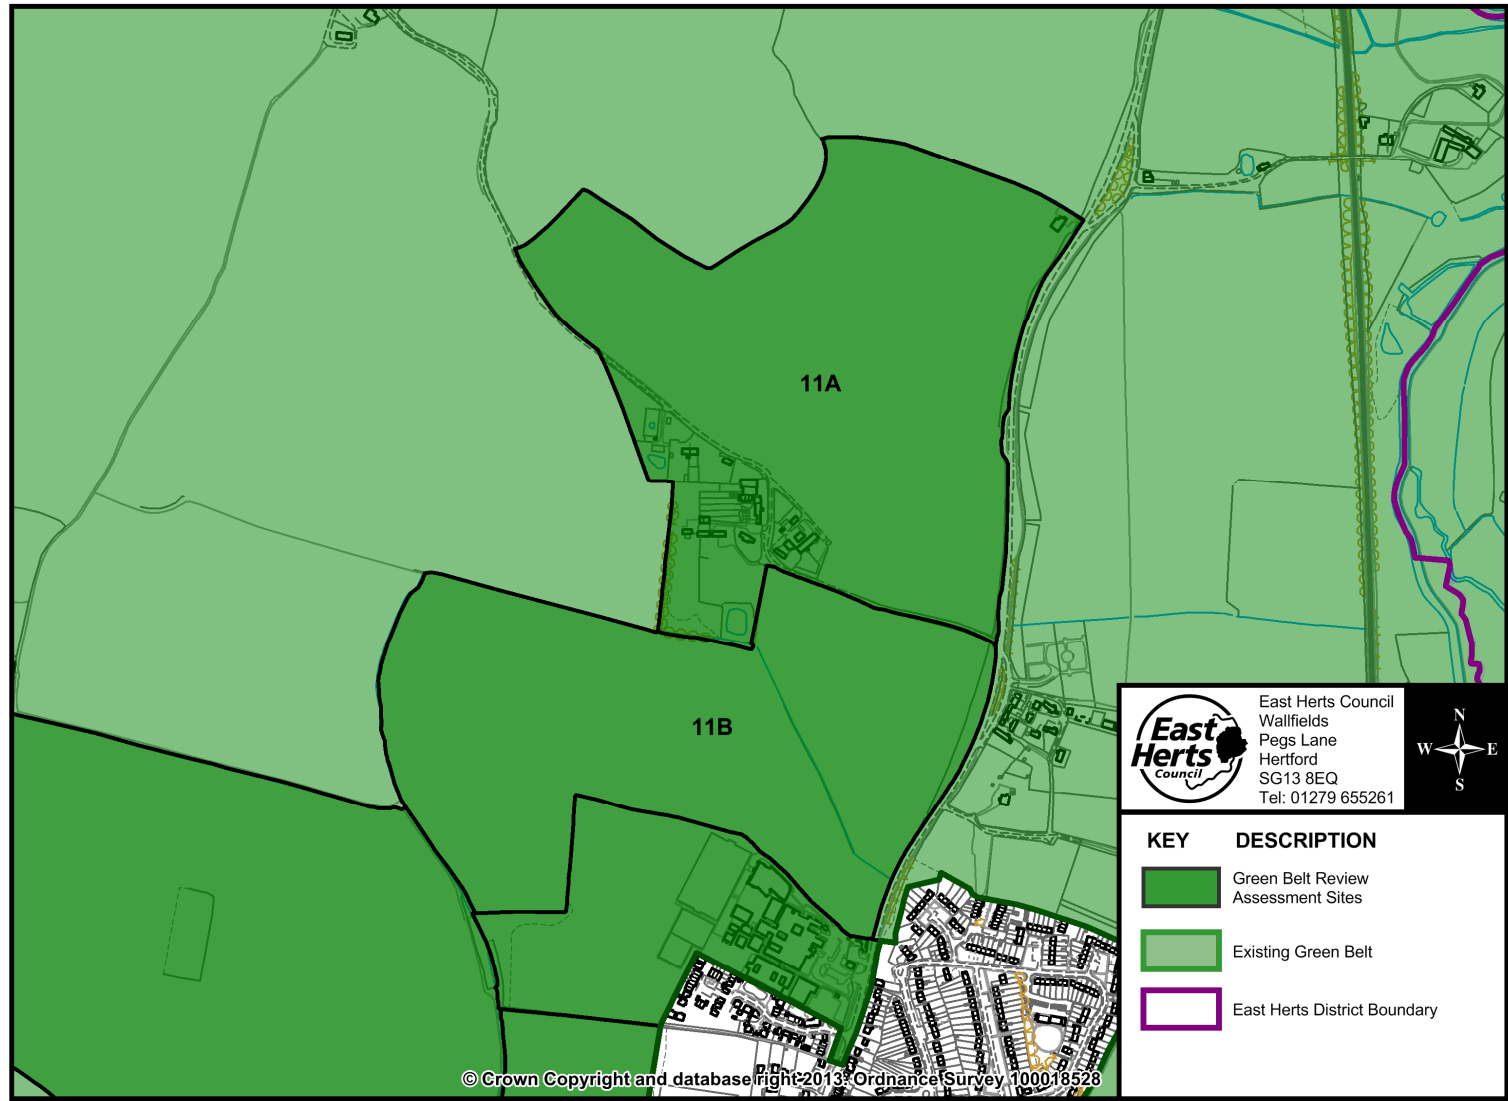 11A
11B
East
Herts
Council
East Herts Council
Wallfields
Pegs Lane
Hertford
SG13 8EQ
Tel: 01279 655261
N
W E
S
KEY DESCRIPTION
Green Belt Review
Assessment Sites
Existing Green Belt
East Herts District Boundary
© Crown Copyright and database right 2013. Ordnance Survey 100018528